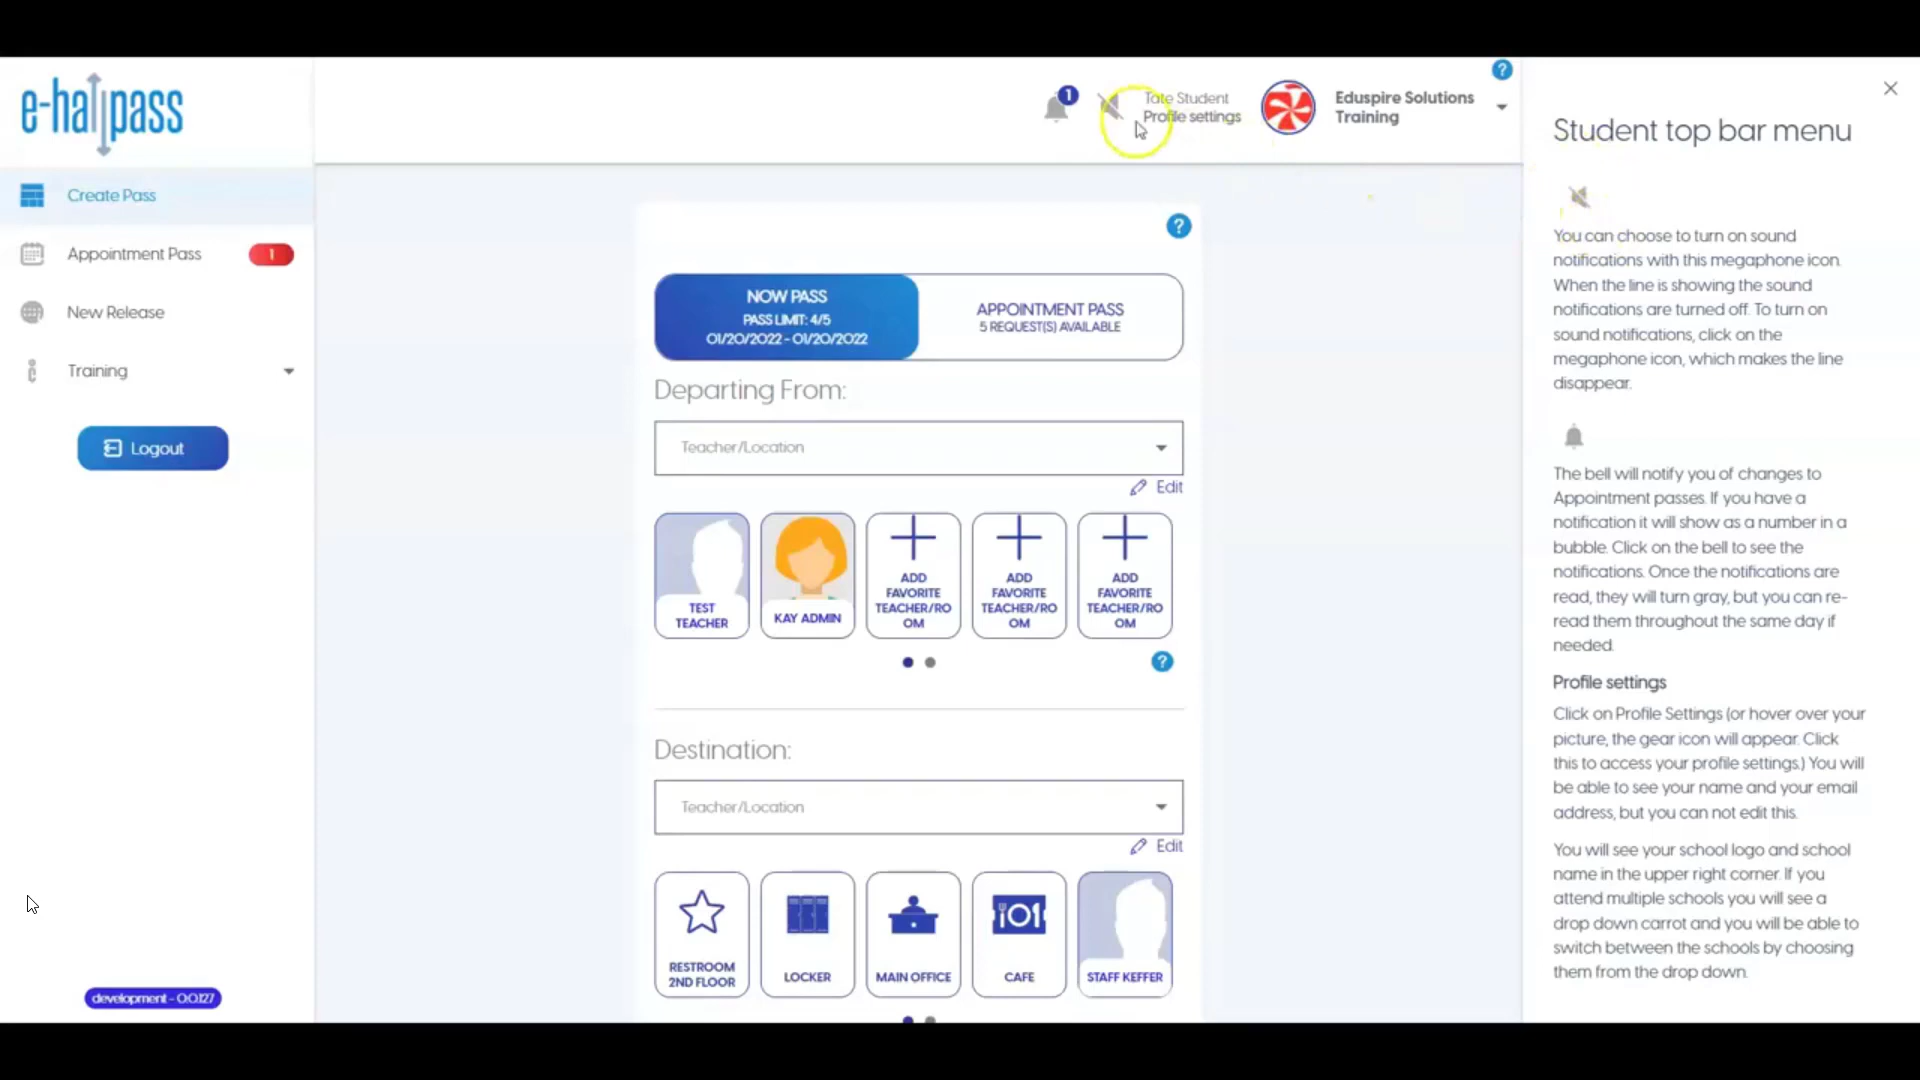 e-hallpass
1
Tate Student
Profile settings
Eduspire Solutions
Training
?
Create Pass
Appointment Pass
1
New Release
Training
Logout
development - 0.0.127
?
NOW PASS
PASS LIMIT: 4/5
01/20/2022 - 01/20/2022
APPOINTMENT PASS
5 REQUEST(S) AVAILABLE
Departing From:
Teacher/Location
Edit
TEST
TEACHER
KAY ADMIN
ADD
FAVORITE
TEACHER/RO
OM
ADD
FAVORITE
TEACHER/RO
OM
ADD
FAVORITE
TEACHER/RO
OM
?
Destination:
Teacher/Location
Edit
RESTROOM
2ND FLOOR
LOCKER
MAIN OFFICE
CAFE
STAFF KEFFER
Student top bar menu
You can choose to turn on sound
notifications with this megaphone icon.
When the line is showing the sound
notifications are turned off. To turn on
sound notifications, click on the
megaphone icon, which makes the line
disappear.
The bell will notify you of changes to
Appointment passes. If you have a
notification it will show as a number in a
bubble. Click on the bell to see the
notifications. Once the notifications are
read, they will turn gray, but you can re-
read them throughout the same day if
needed.
Profile settings
Click on Profile Settings (or hover over your
picture, the gear icon will appear. Click
this to access your profile settings.) You will
be able to see your name and your email
address, but you can not edit this.
You will see your school logo and school
name in the upper right corner. If you
attend multiple schools you will see a
drop down carrot and you will be able to
switch between the schools by choosing
them from the drop down.